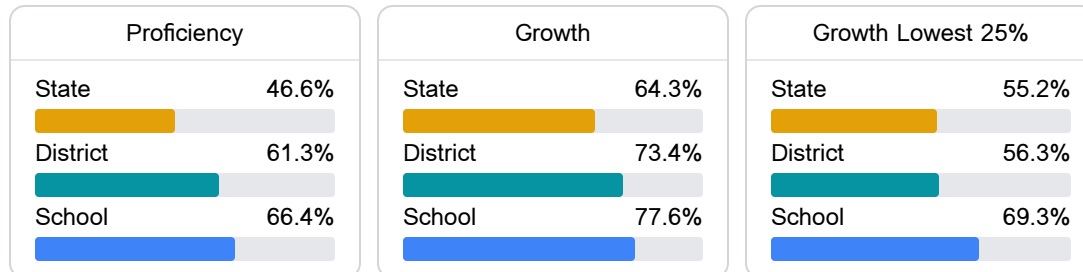 Proficiency
State 46.6%
District 61.3%
School 66.4%
Growth
State 64.3%
District 73.4%
School 77.6%
Growth Lowest 25%
State 55.2%
District 56.3%
School 69.3%